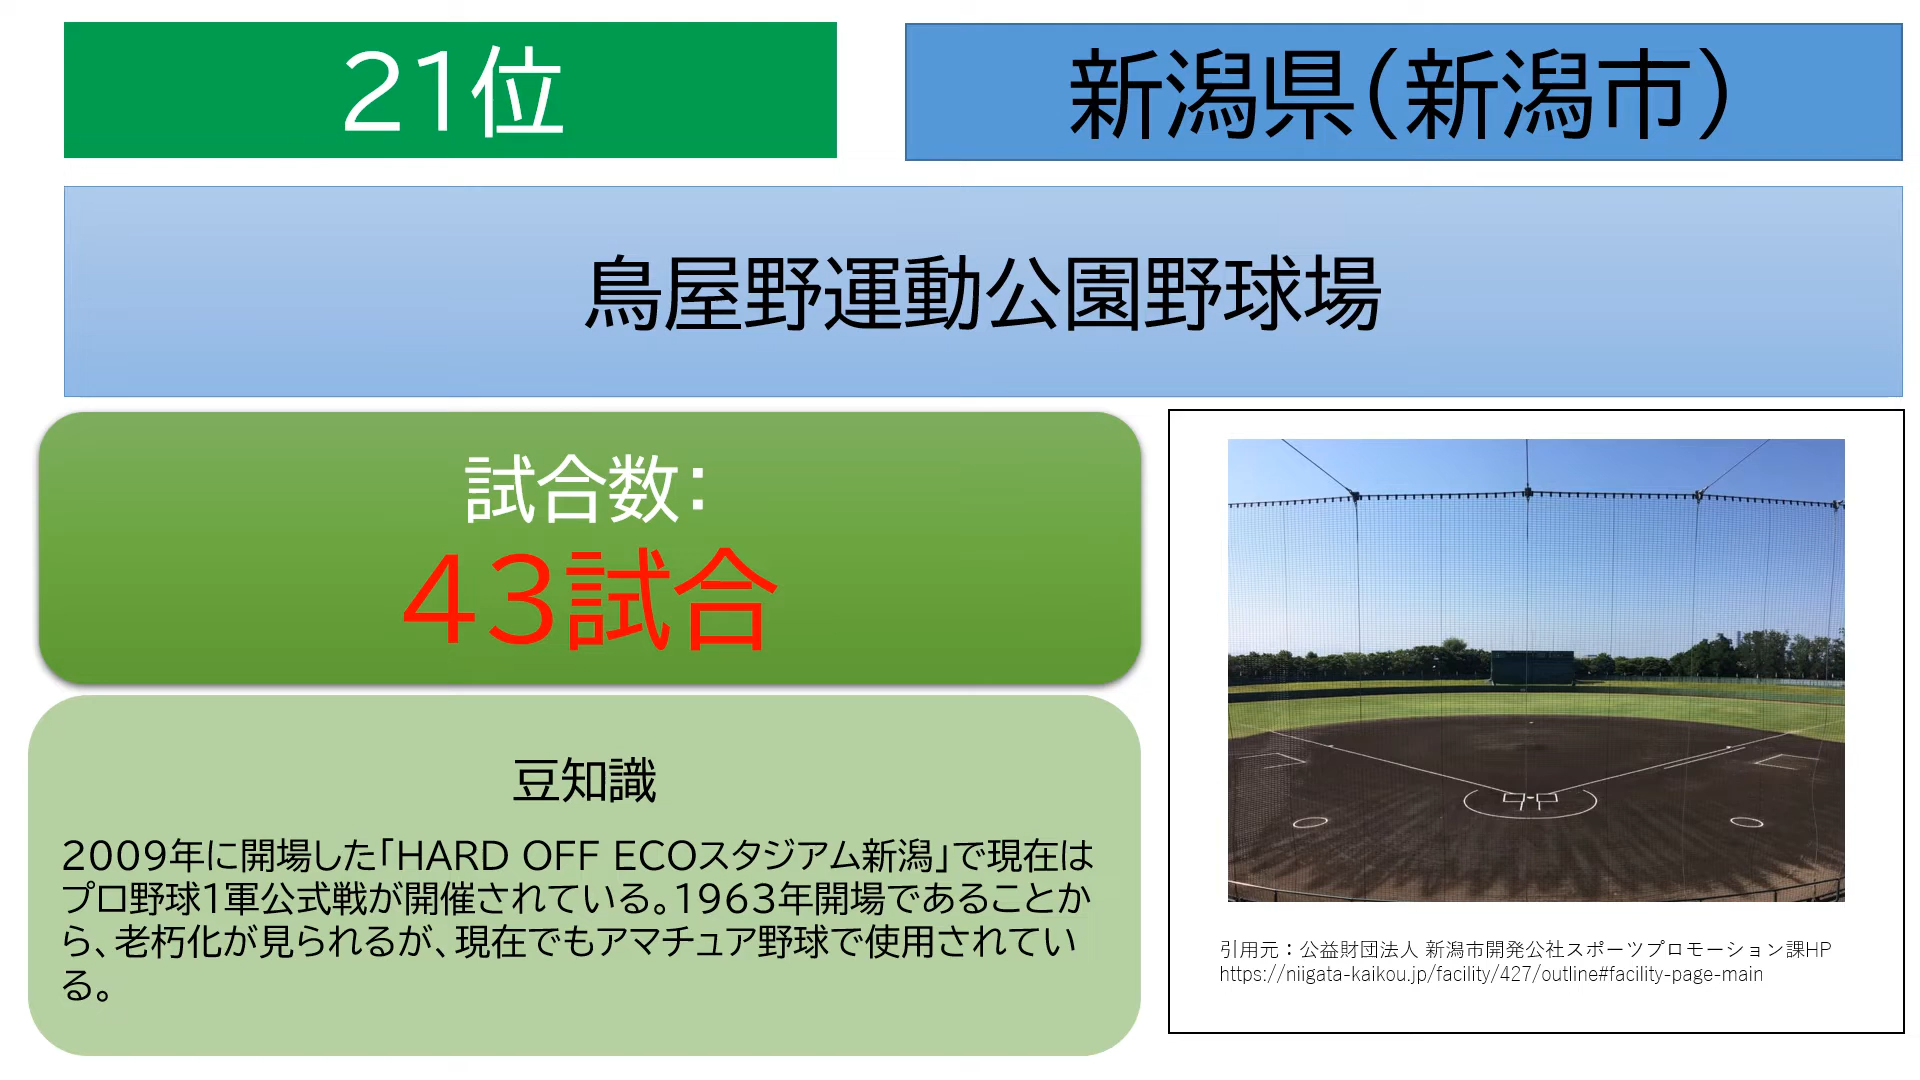 21位
新潟県（新潟市）
鳥屋野運動公園野球場
試合数：
43試合
豆知識
2009年に開場した「HARD OFF ECOスタジアム新潟」で現在は
プロ野球1軍公式戦が開催されている。1963年開場であることか
ら、老朽化が見られるが、現在でもアマチュア野球で使用されてい
る。
引用元：公益財団法人 新潟市開発公社スポーツプロモーション課HP
https://niigata-kaikou.jp/facility/427/outline#facility-page-main